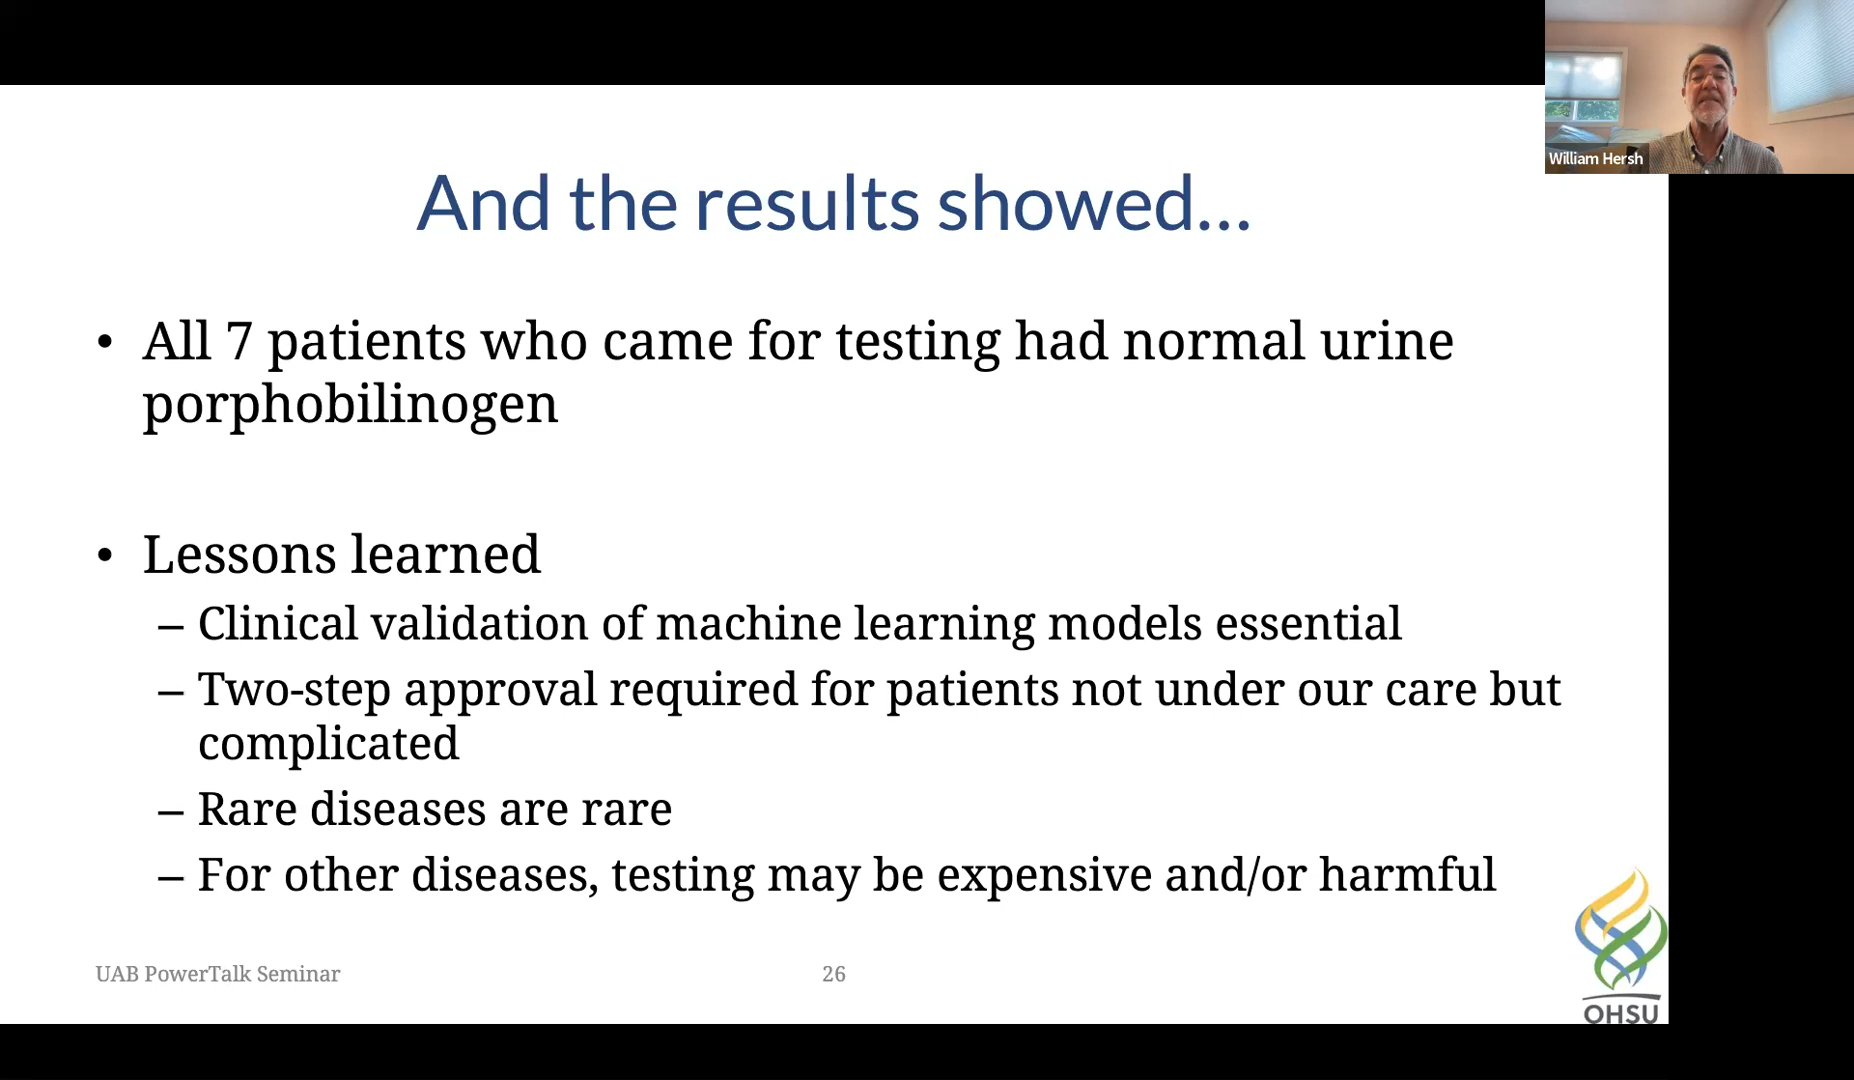 William Hersh
And the results showed…
• All 7 patients who came for testing had normal urine
porphobilinogen
• Lessons learned
– Clinical validation of machine learning models essential
– Two-step approval required for patients not under our care but
complicated
– Rare diseases are rare
– For other diseases, testing may be expensive and/or harmful
UAB PowerTalk Seminar
26
OHSU